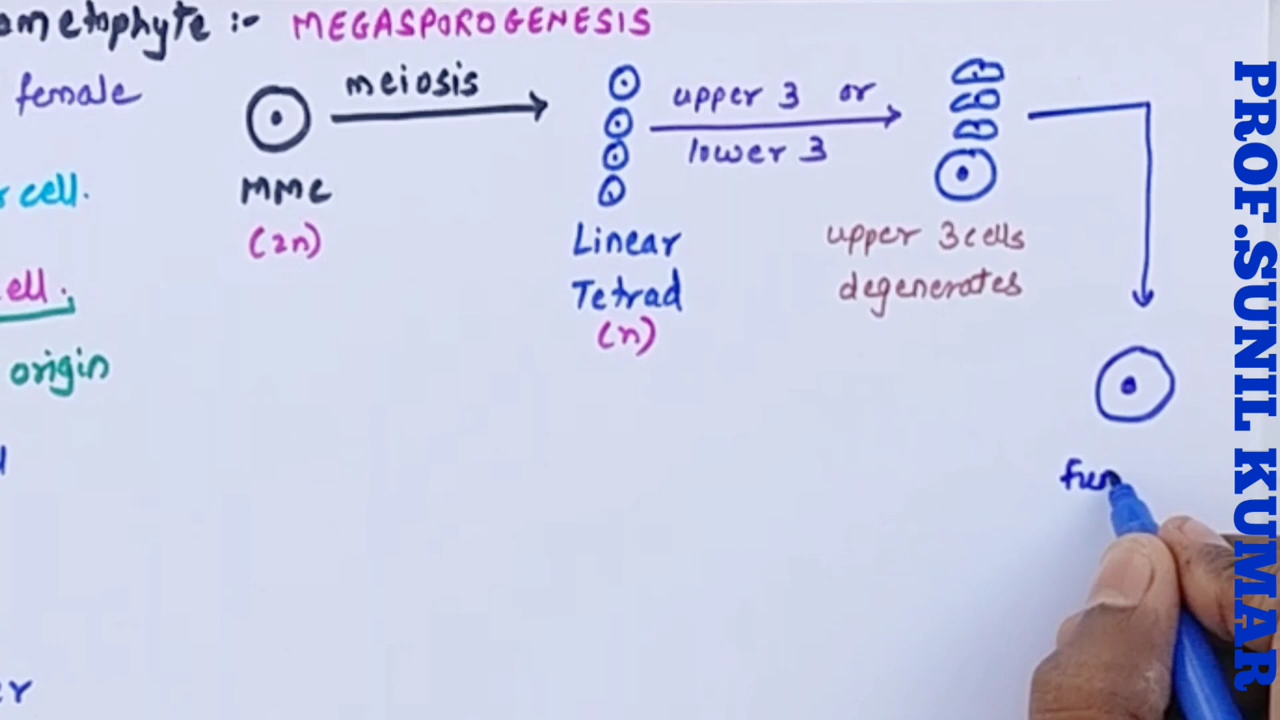 ametophyte :- MEGASPOROGENESIS
female
meiosis
upper 3 or
lower 3
r cell.
MMC
(2n)
Linear
Tetrad
(n)
upper 3 cells
degenerates
ell.
origin
fun
er
PROF.SUNIL KUMAR